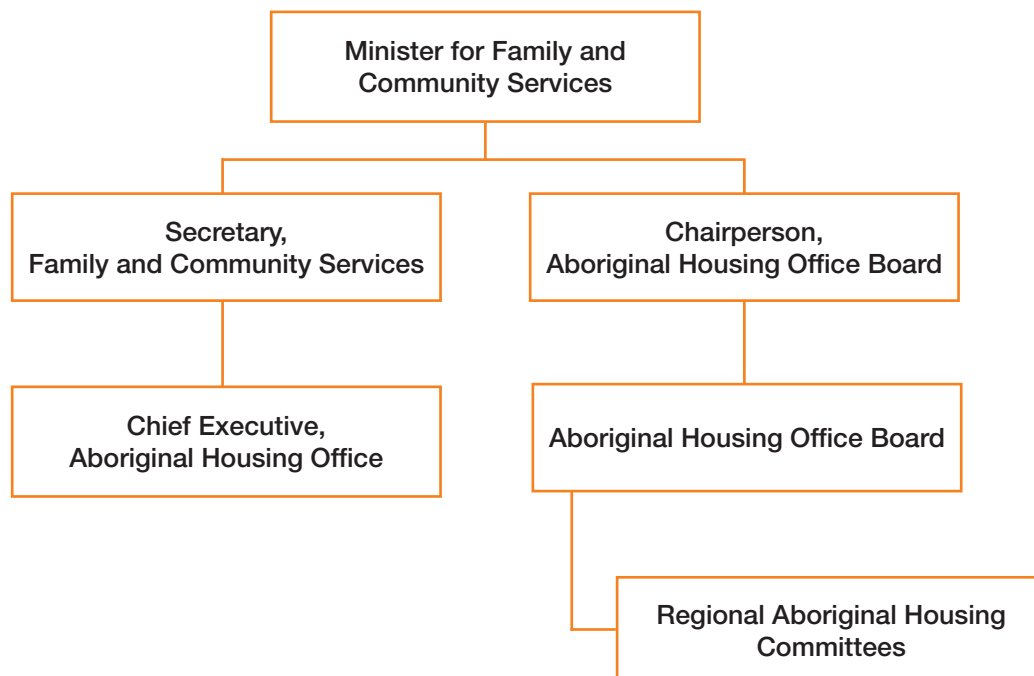 Minister for Family and
Community Services
Secretary,
Family and Community Services
Chairperson,
Aboriginal Housing Office Board
Chief Executive,
Aboriginal Housing Office
Aboriginal Housing Office Board
Regional Aboriginal Housing
Committees